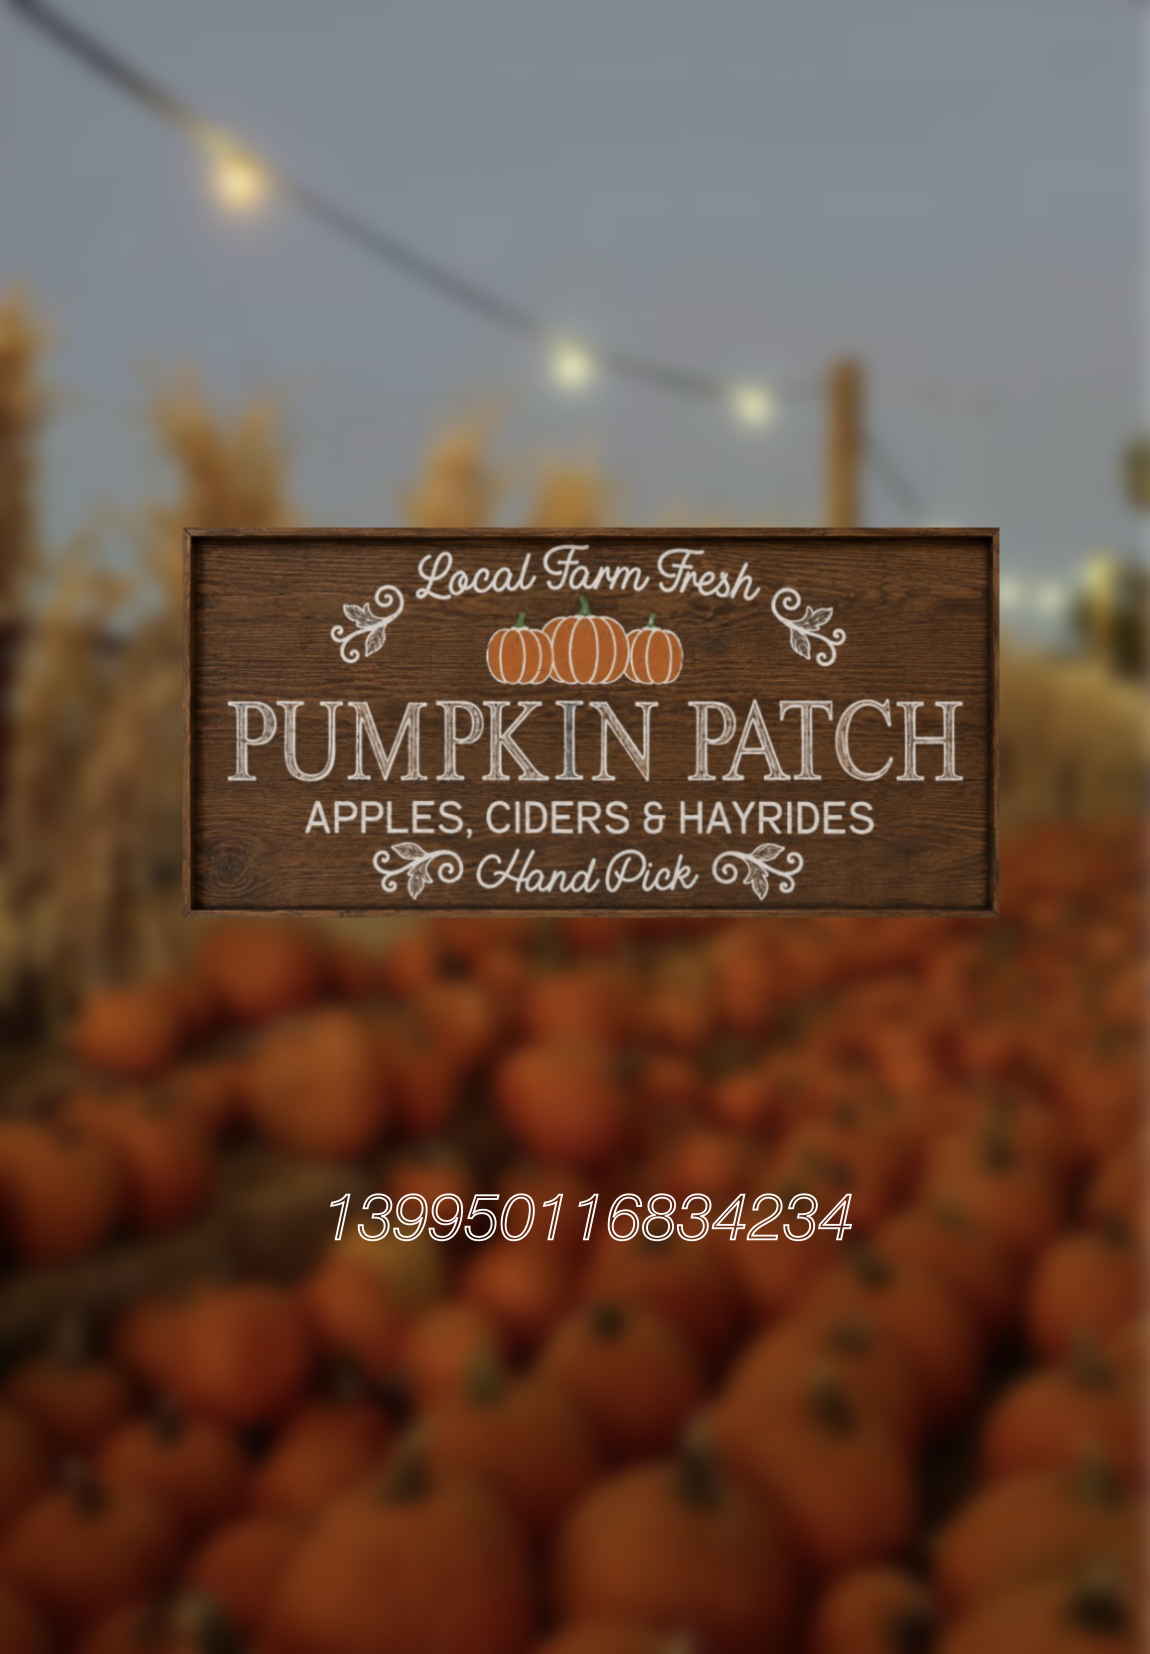 Local Farm Fresh
PUMPKIN PATCH
APPLES, CIDERS & HAYRIDES
Hand Pick
139950116834234